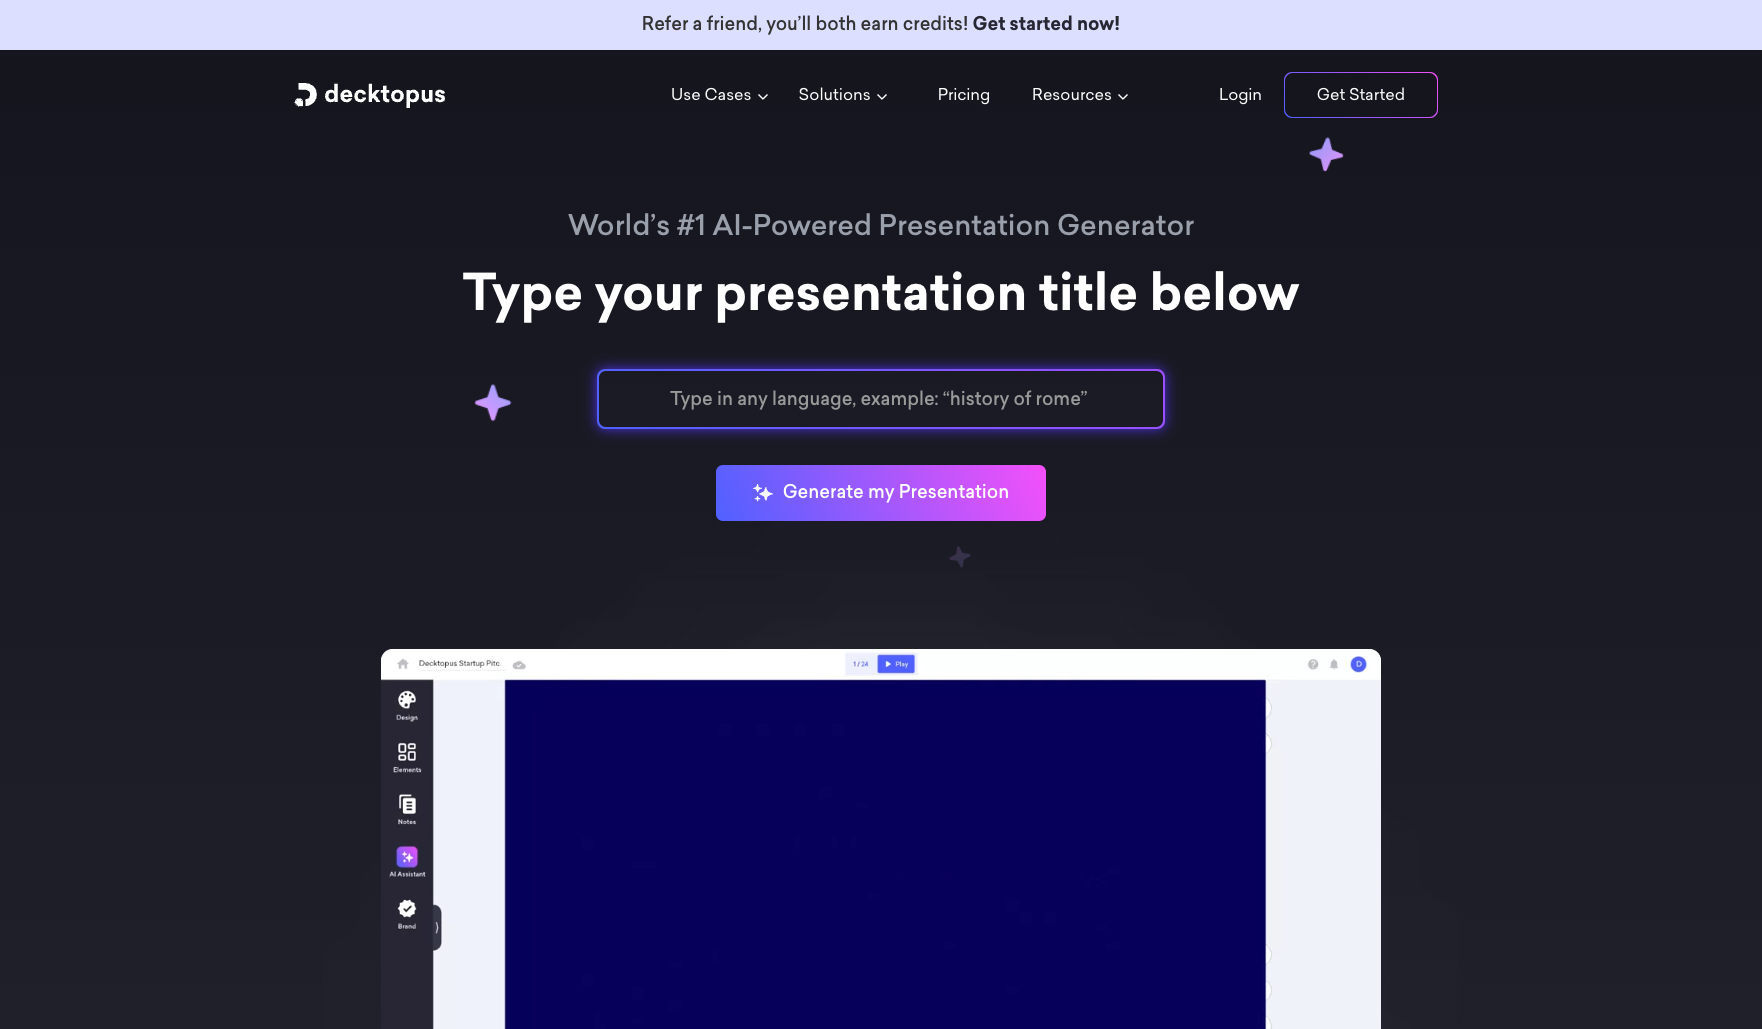 Refer a friend, you’ll both earn credits! Get started now!
decktopus
Use Cases
Solutions
Pricing
Resources
Login
Get Started
World’s #1 AI-Powered Presentation Generator
Type your presentation title below
Type in any language, example: “history of rome”
Generate my Presentation
Decktopus Startup Pitc
1 / 24
Play
D
Design
Elements
Notes
AI Assistant
Brand